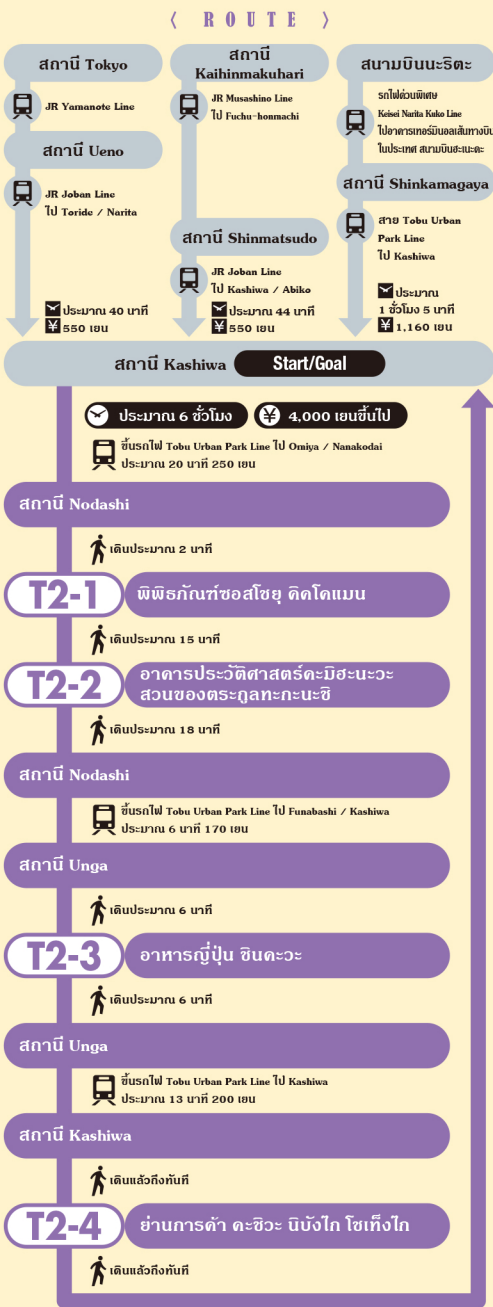 〈 ROUTE 〉
สถานี Tokyo
JR Yamanote Line
สถานี Ueno
JR Joban Line
ไป Toride / Narita
ประมาณ 40 นาที
¥ 550 เยน
สถานี
Kaihinmakuhari
JR Musashino Line
ไป Fuchu-honmachi
สถานี Shinmatsudo
JR Joban Line
ไป Kashiwa / Abiko
ประมาณ 44 นาที
¥ 550 เยน
สนามบินนะริตะ
รถไฟด่วนพิเศษ
Keisei Narita Kuko Line
ไปอาคารเทอร์มินอลเส้นทางบิน
ในประเทศ สนามบินฮะเนะดะ
สถานี Shinkamagaya
สาย Tobu Urban
Park Line
ไป Kashiwa
ประมาณ
1 ชั่วโมง 5 นาที
¥ 1,160 เยน
สถานี Kashiwa Start/Goal
ประมาณ 6 ชั่วโมง ¥ 4,000 เยนขึ้นไป
ขึ้นรถไฟ Tobu Urban Park Line ไป Omiya / Nanakodai
ประมาณ 20 นาที 250 เยน
สถานี Nodashi
เดินประมาณ 2 นาที
T2-1 พิพิธภัณฑ์ซอสโชยุ คิดโคแมน
เดินประมาณ 15 นาที
T2-2 อาคารประวัติศาสตร์คะมิฮะนะวะ
สวนของตระกูลทะกะนะชิ
เดินประมาณ 18 นาที
สถานี Nodashi
ขึ้นรถไฟ Tobu Urban Park Line ไป Funabashi / Kashiwa
ประมาณ 6 นาที 170 เยน
สถานี Unga
เดินประมาณ 6 นาที
T2-3 อาหารญี่ปุ่น ชินคะวะ
เดินประมาณ 6 นาที
สถานี Unga
ขึ้นรถไฟ Tobu Urban Park Line ไป Kashiwa
ประมาณ 13 นาที 200 เยน
สถานี Kashiwa
เดินแล้วถึงทันที
T2-4 ย่านการค้า คะชิวะ นิบังไก โชเท็งไก
เดินแล้วถึงทันที